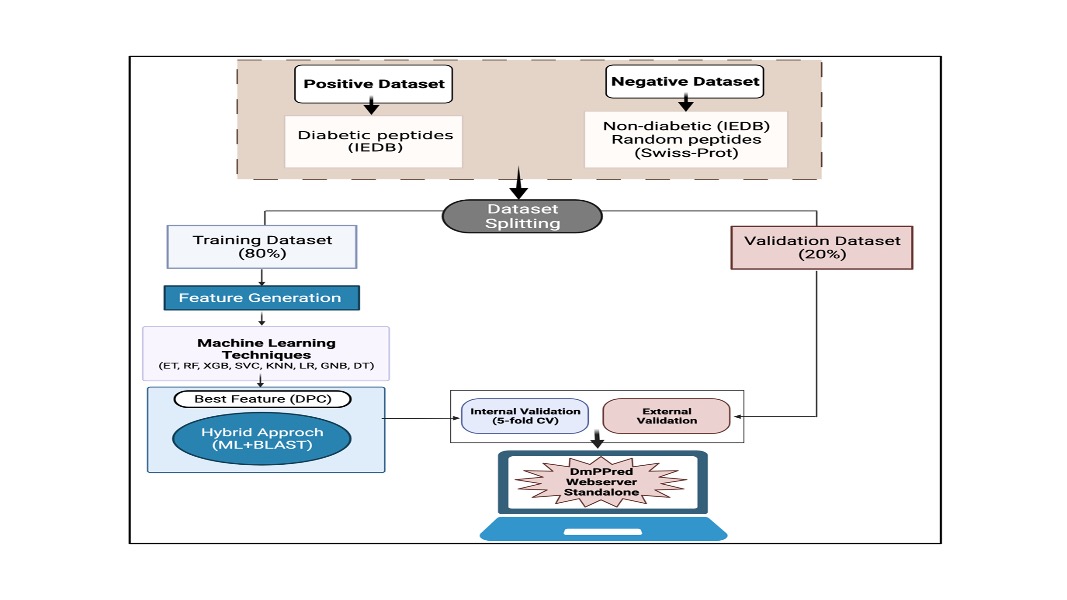 Positive Dataset
Negative Dataset
Diabetic peptides
(IEDB)
Non-diabetic (IEDB)
Random peptides
(Swiss-Prot)
Dataset
Splitting
Training Dataset
(80%)
Validation Dataset
(20%)
Feature Generation
Machine Learning
Techniques
(ET, RF, XGB, SVC, KNN, LR, GNB, DT)
Best Feature (DPC)
Hybrid Approch
(ML+BLAST)
Internal Validation
(5-fold CV)
External
Validation
DmPPred
Webserver
Standalone